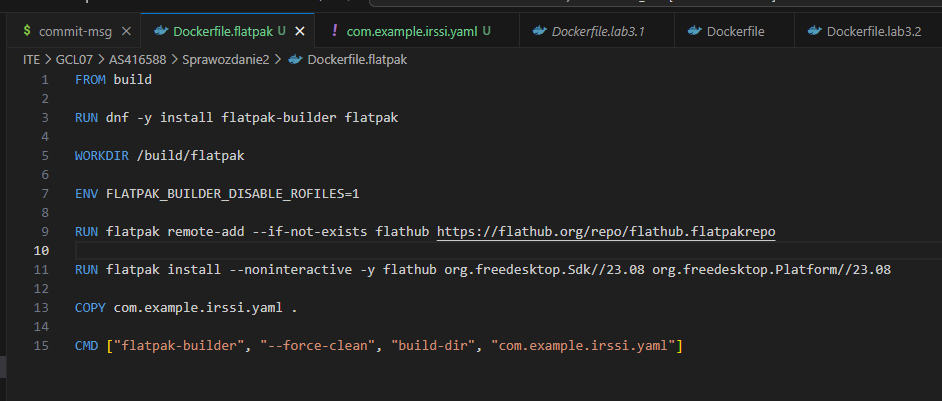 commit-msg Dockerfile.flatpak U com.example.irssi.yaml U Dockerfile.lab3.1 Dockerfile Dockerfile.lab3.2
ITE > GCL07 > AS416588 > Sprawozdanie2 > Dockerfile.flatpak
1 FROM build
2
3 RUN dnf -y install flatpak-builder flatpak
4
5 WORKDIR /build/flatpak
6
7 ENV FLATPAK_BUILDER_DISABLE_ROFILES=1
8
9 RUN flatpak remote-add --if-not-exists flathub https://flathub.org/repo/flathub.flatpakrepo
10
11 RUN flatpak install --noninteractive -y flathub org.freedesktop.Sdk//23.08 org.freedesktop.Platform//23.08
12
13 COPY com.example.irssi.yaml .
14
15 CMD ["flatpak-builder", "--force-clean", "build-dir", "com.example.irssi.yaml"]